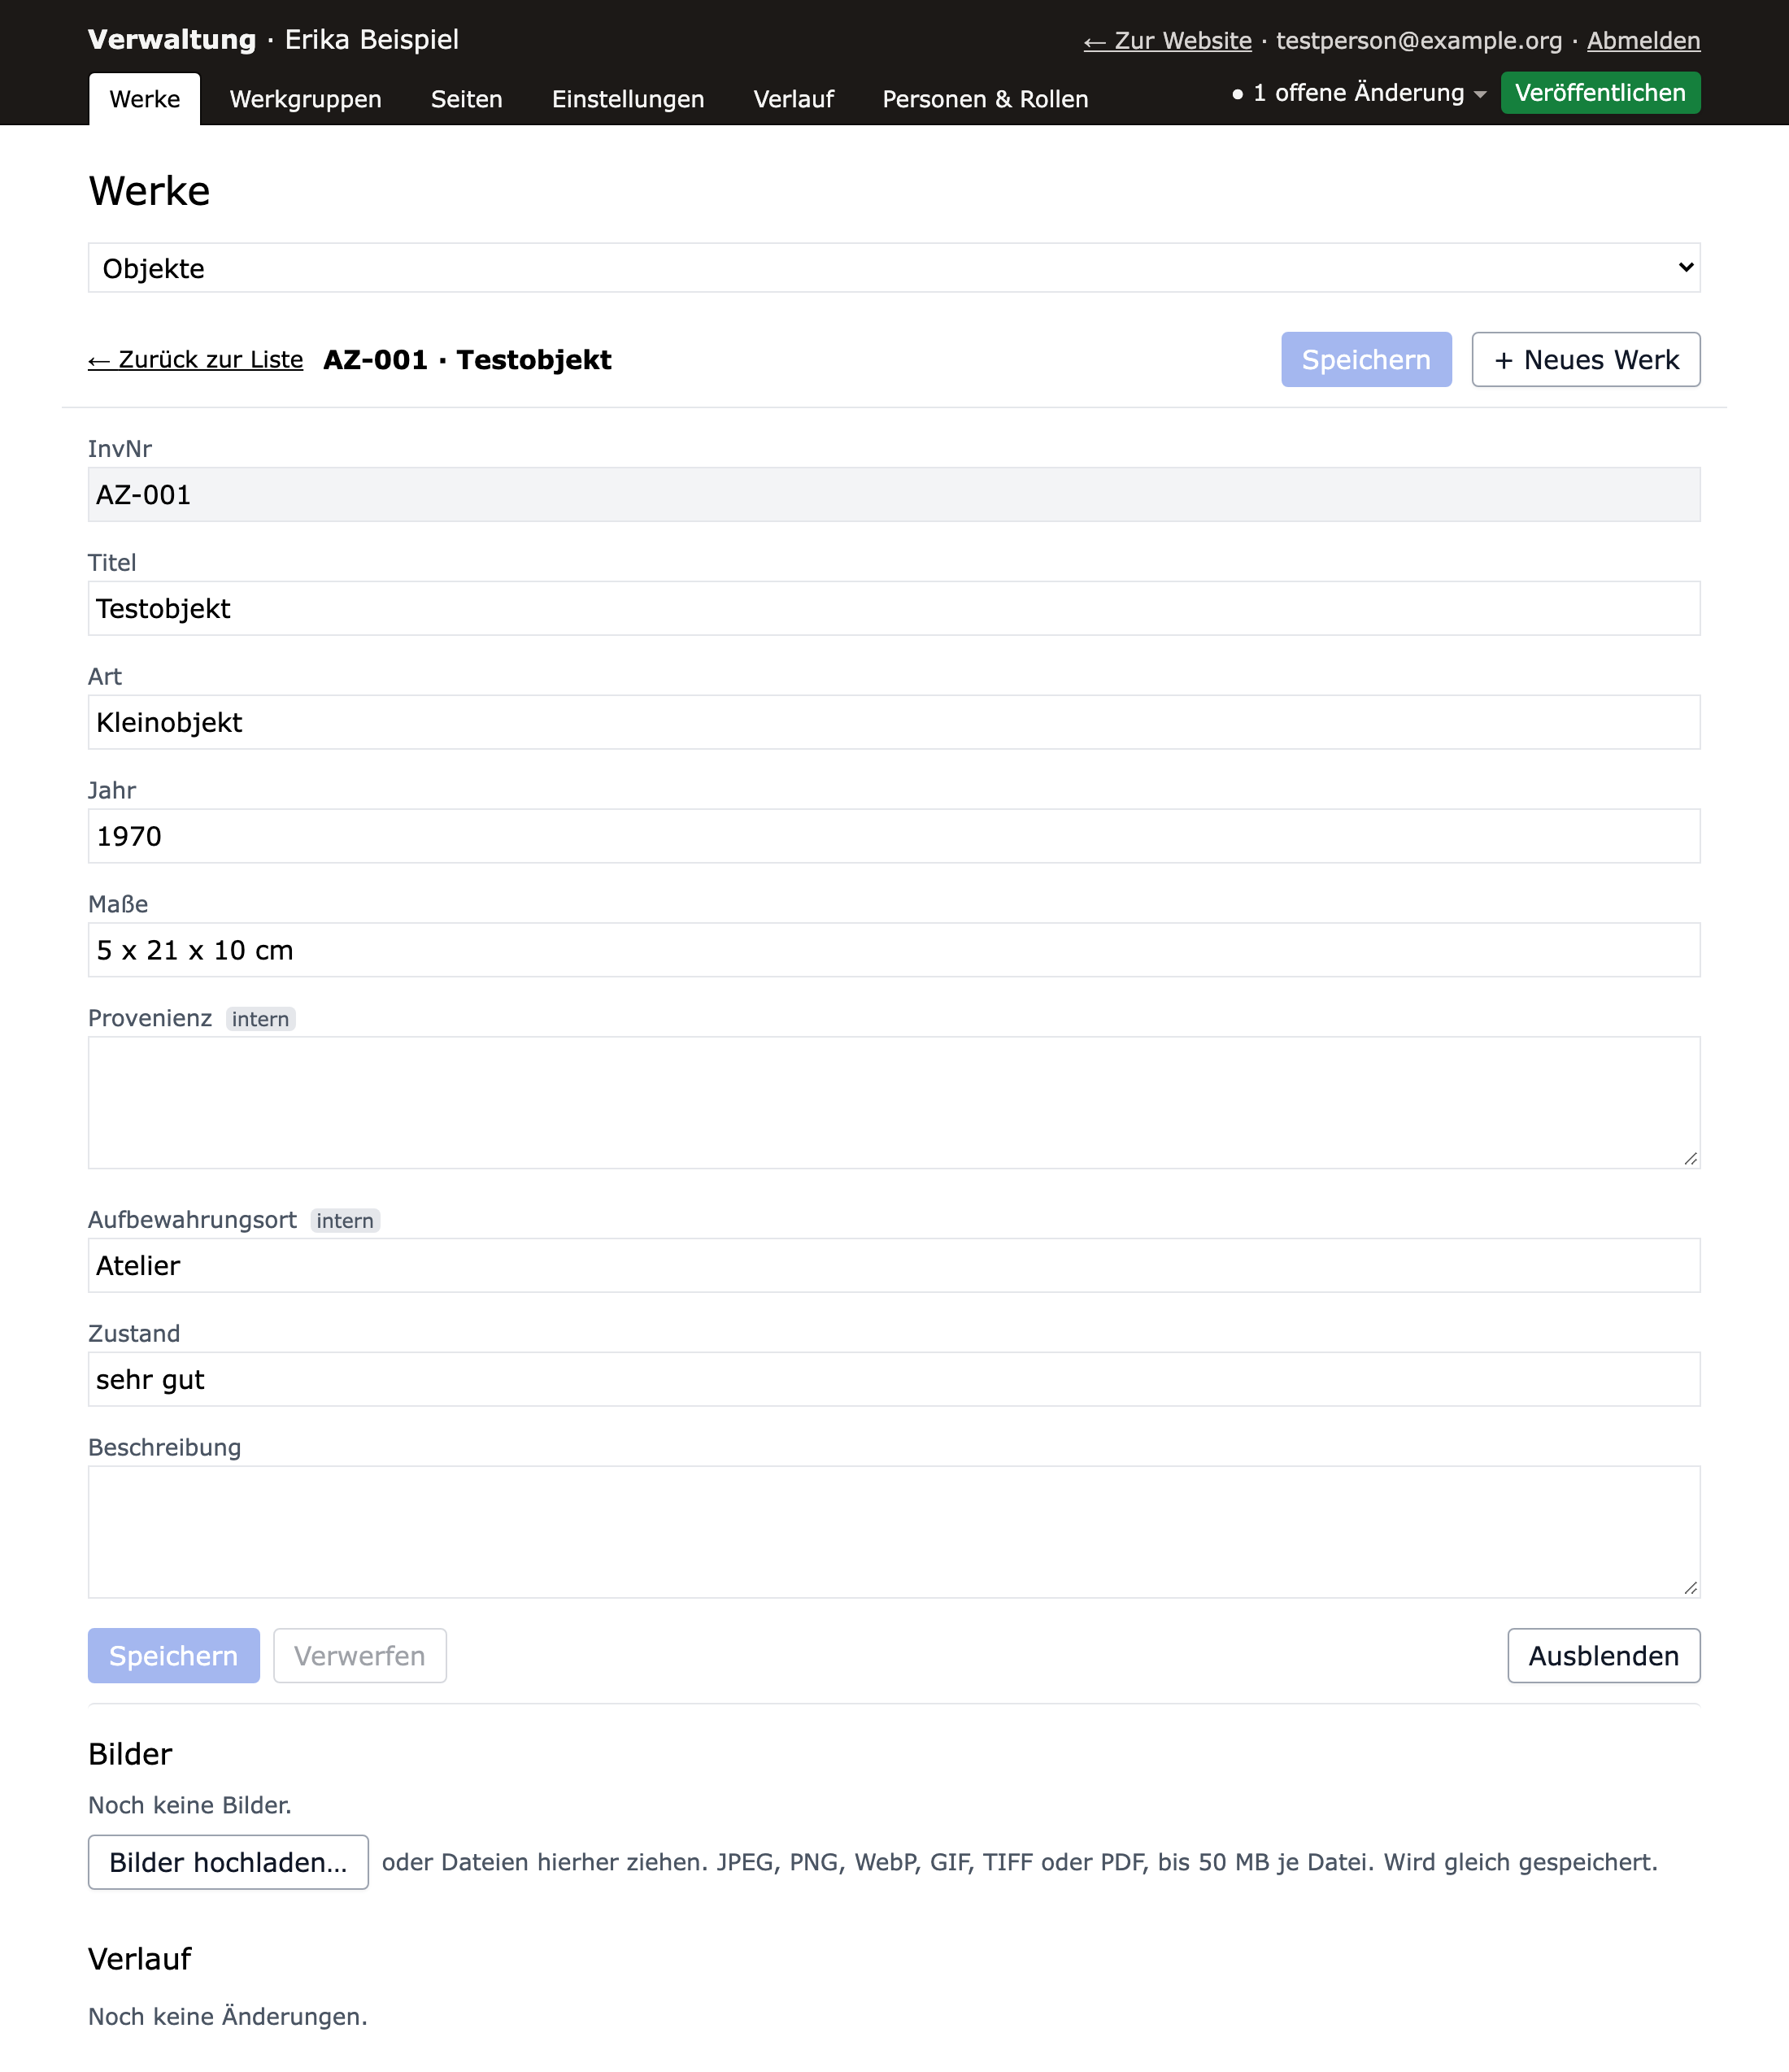 Verwaltung · Erika Beispiel
← Zur Website · testperson@example.org · Abmelden
Werke Werkgruppen Seiten Einstellungen Verlauf Personen & Rollen
● 1 offene Änderung Veröffentlichen
Werke
Objekte
← Zurück zur Liste AZ-001 · Testobjekt Speichern + Neues Werk
InvNr
AZ-001
Titel
Testobjekt
Art
Kleinobjekt
Jahr
1970
Maße
5 x 21 x 10 cm
Provenienz intern
Aufbewahrungsort intern
Atelier
Zustand
sehr gut
Beschreibung
Speichern Verwerfen Ausblenden
Bilder
Noch keine Bilder.
Bilder hochladen… oder Dateien hierher ziehen. JPEG, PNG, WebP, GIF, TIFF oder PDF, bis 50 MB je Datei. Wird gleich gespeichert.
Verlauf
Noch keine Änderungen.